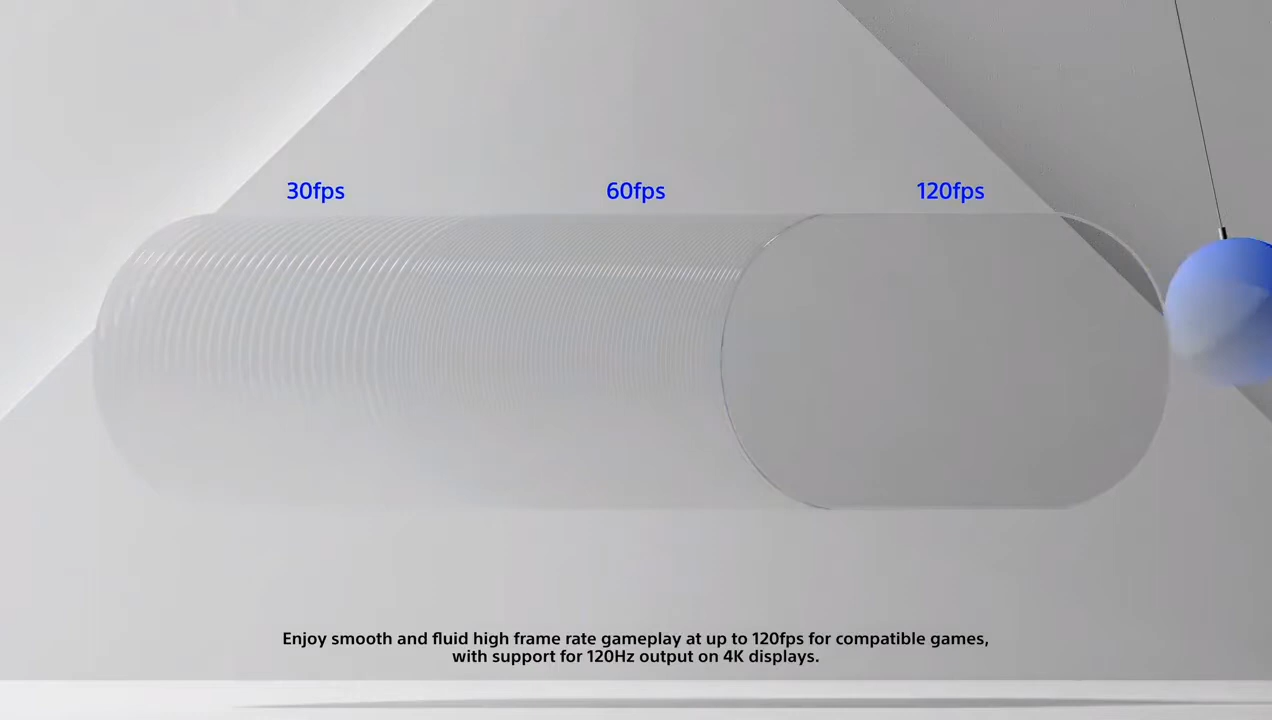 30fps 60fps 120fps
Enjoy smooth and fluid high frame rate gameplay at up to 120fps for compatible games,
with support for 120Hz output on 4K displays.